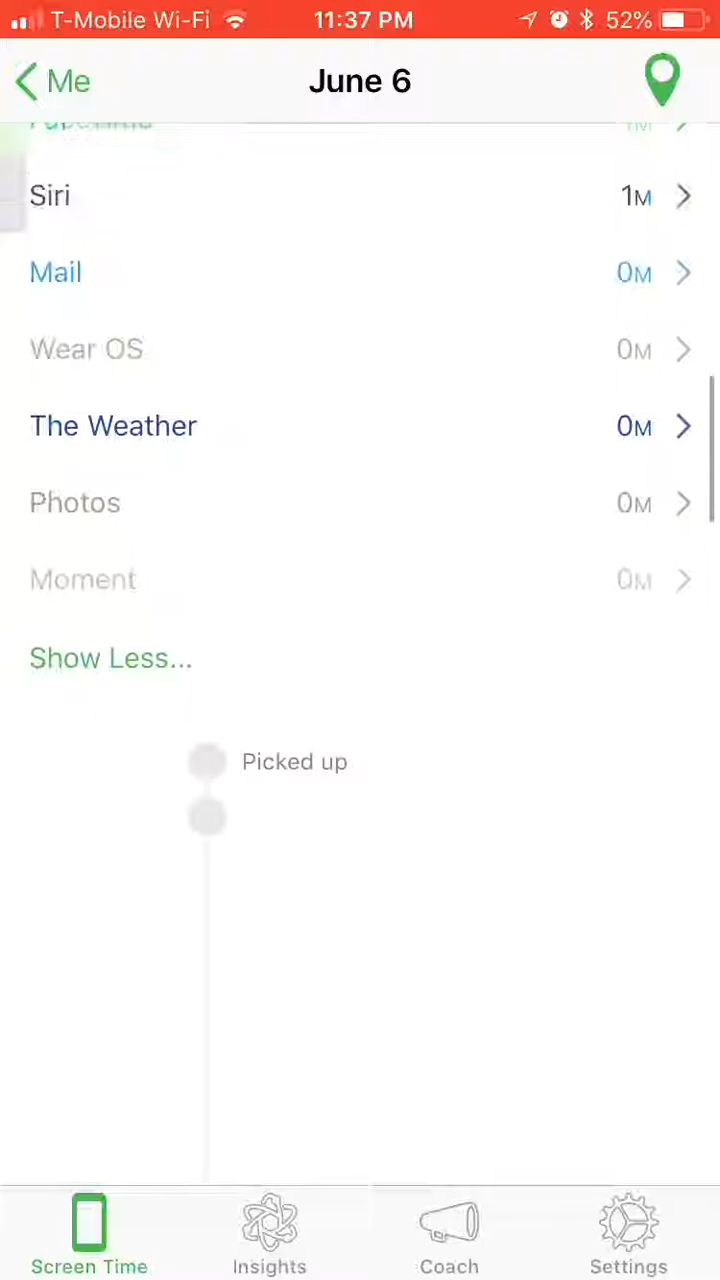 T-Mobile Wi-Fi 11:37 PM 52%
Me June 6
Siri 1M
Mail 0M
Wear OS 0M
The Weather 0M
Photos 0M
Moment 0M
Show Less...
Picked up
Screen Time Insights Coach Settings